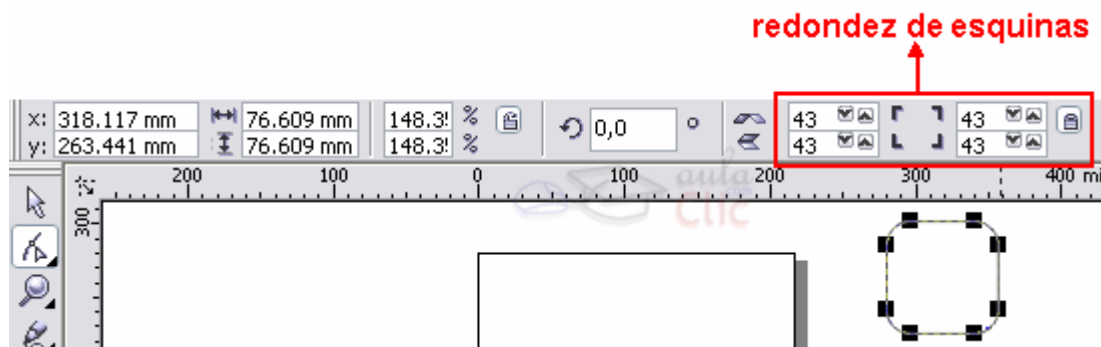 redondez de esquinas
x: 318.117 mm 76.609 mm 148.3 % 0,0 ° 43 43
y: 263.441 mm 76.609 mm 148.3 % 43 43
200 100 0 100 200 300 400 mi
300
aula
.com
Clic